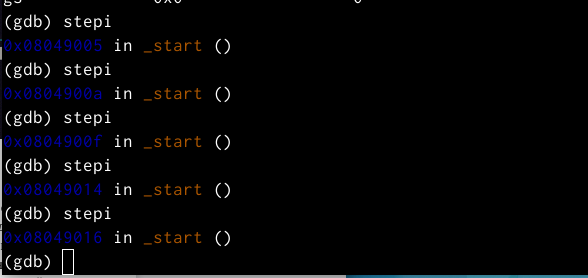 (gdb) stepi
0x08049005 in _start ()
(gdb) stepi
0x0804900a in _start ()
(gdb) stepi
0x0804900f in _start ()
(gdb) stepi
0x08049014 in _start ()
(gdb) stepi
0x08049016 in _start ()
(gdb)